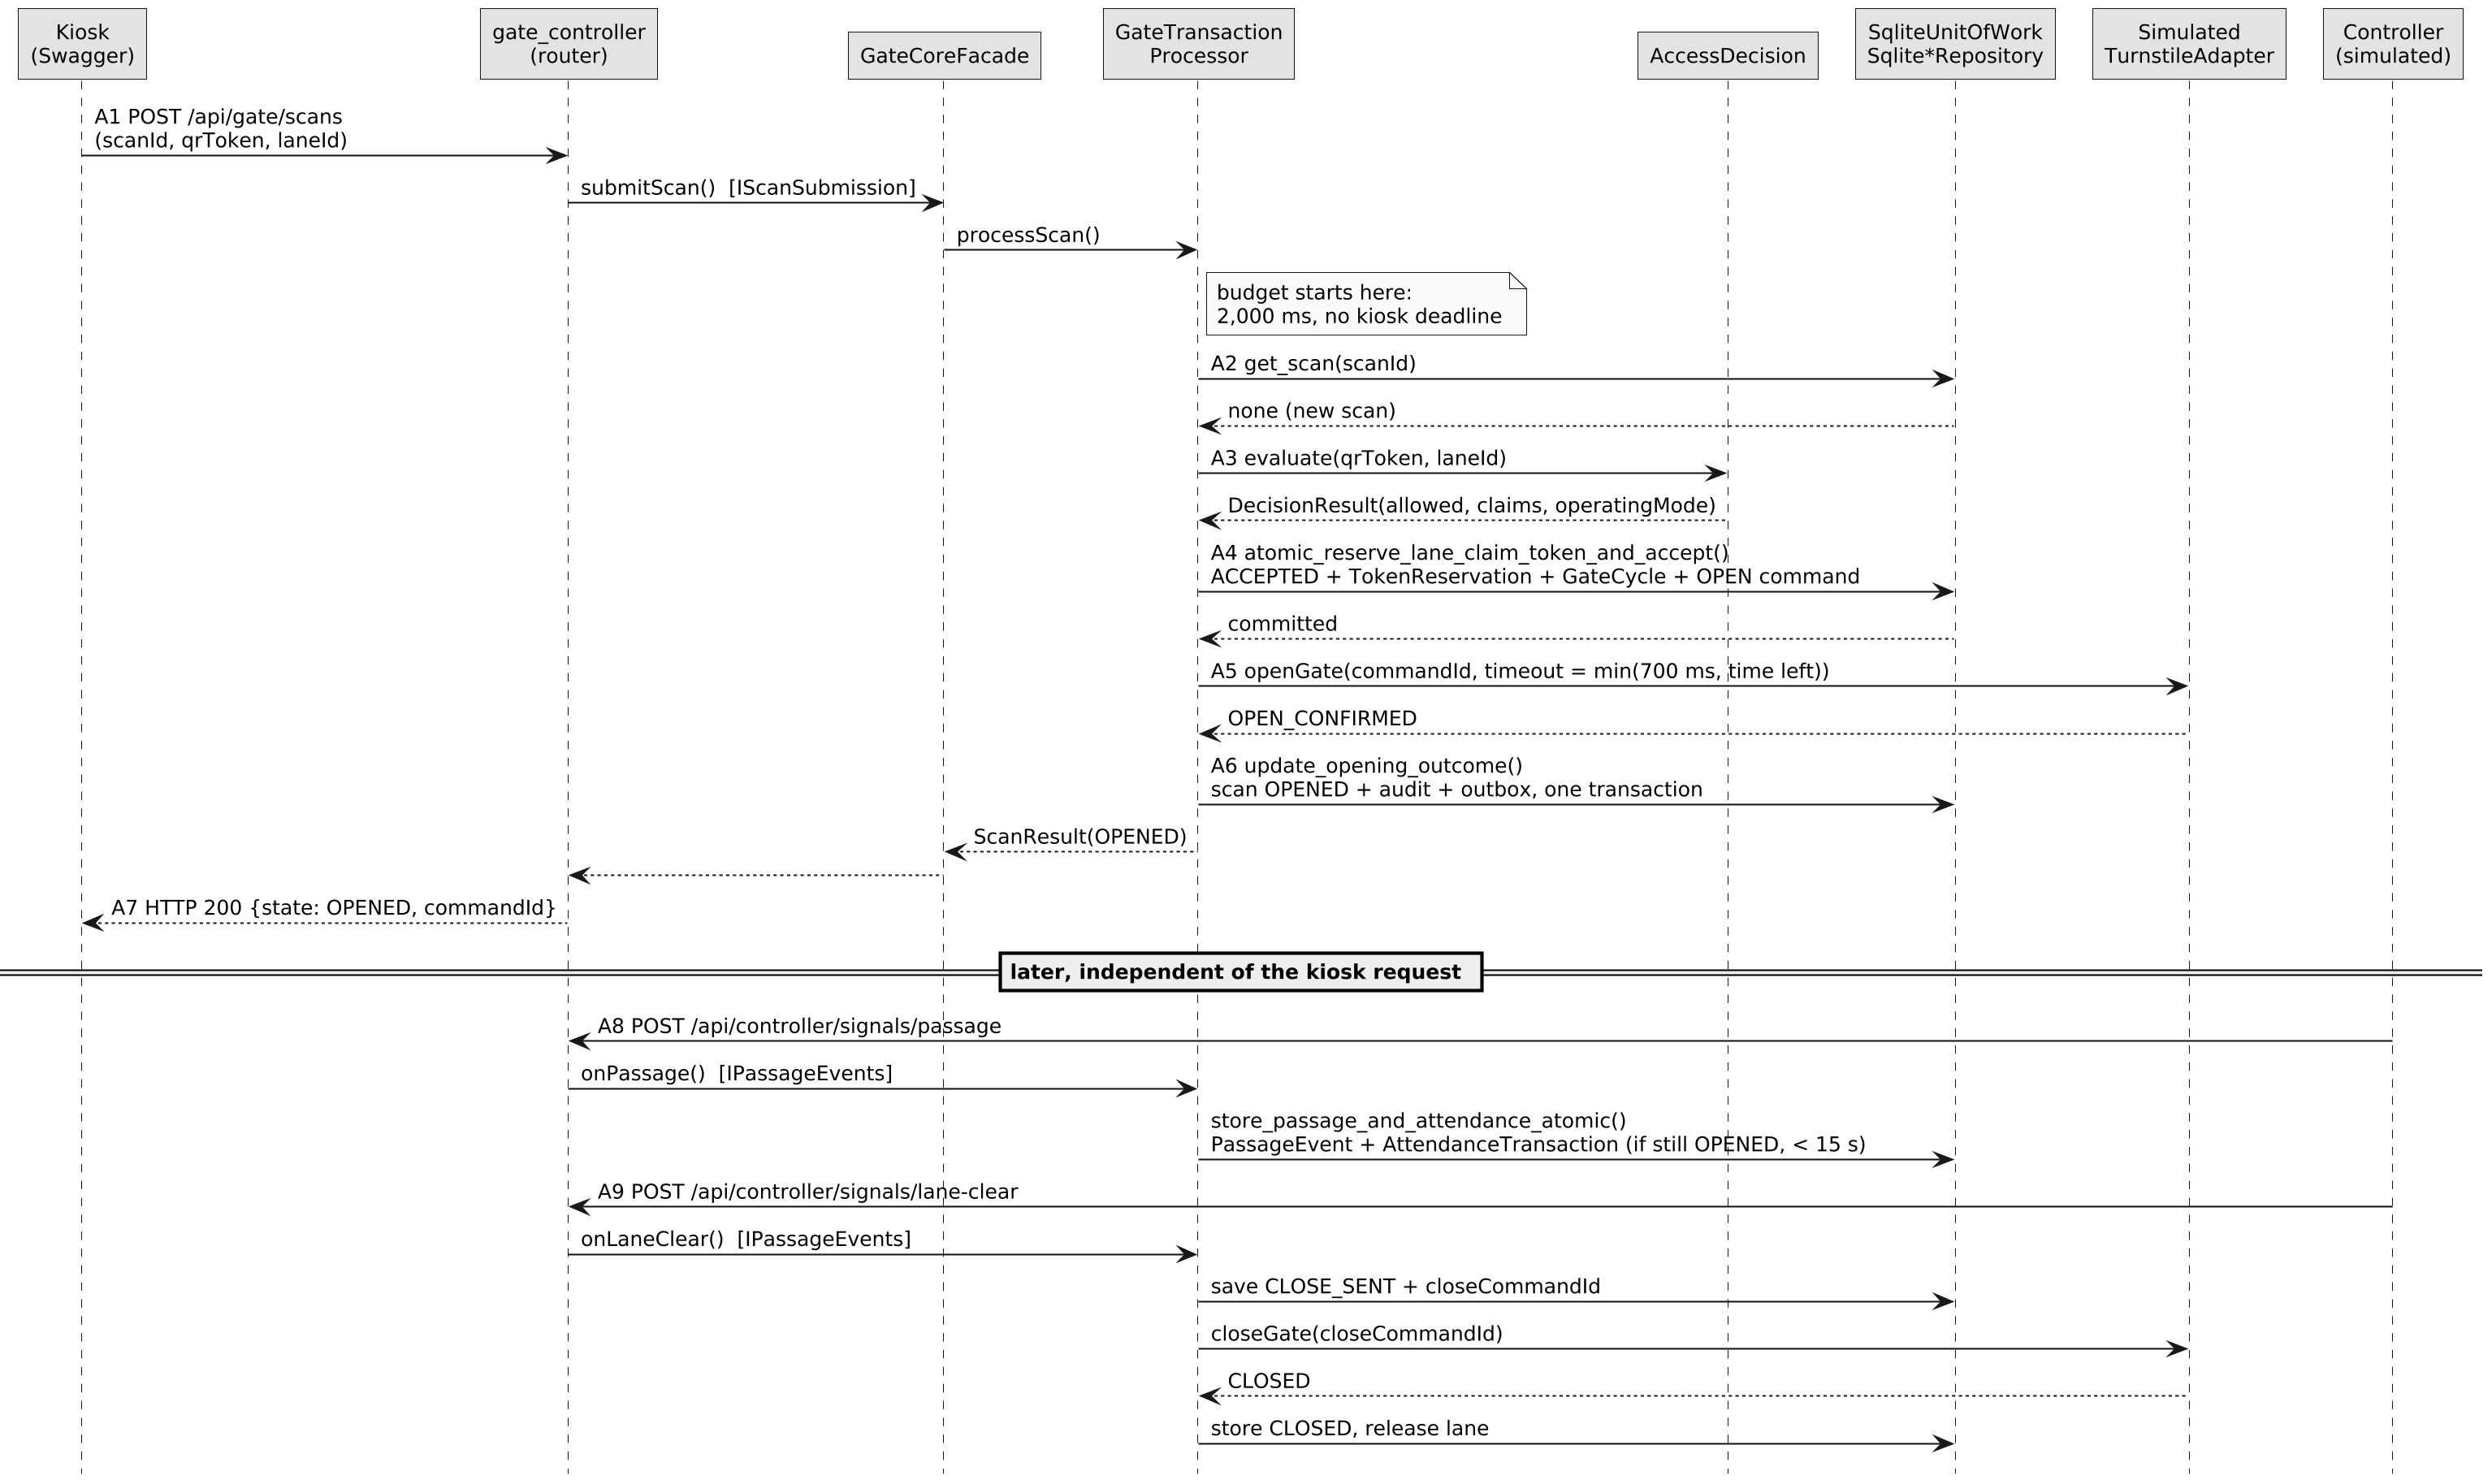 Kiosk
(Swagger)
gate_controller
(router)
GateCoreFacade
GateTransaction
Processor
AccessDecision
SqliteUnitOfWork
Sqlite*Repository
Simulated
TurnstileAdapter
Controller
(simulated)
A1 POST /api/gate/scans
(scanId, qrToken, laneId)
submitScan()  [IScanSubmission]
processScan()
budget starts here:
2,000 ms, no kiosk deadline
A2 get_scan(scanId)
none (new scan)
A3 evaluate(qrToken, laneId)
DecisionResult(allowed, claims, operatingMode)
A4 atomic_reserve_lane_claim_token_and_accept()
ACCEPTED + TokenReservation + GateCycle + OPEN command
committed
A5 openGate(commandId, timeout = min(700 ms, time left))
OPEN_CONFIRMED
A6 update_opening_outcome()
scan OPENED + audit + outbox, one transaction
ScanResult(OPENED)
A7 HTTP 200 {state: OPENED, commandId}
later, independent of the kiosk request
A8 POST /api/controller/signals/passage
onPassage()  [IPassageEvents]
store_passage_and_attendance_atomic()
PassageEvent + AttendanceTransaction (if still OPENED, < 15 s)
A9 POST /api/controller/signals/lane-clear
onLaneClear()  [IPassageEvents]
save CLOSE_SENT + closeCommandId
closeGate(closeCommandId)
CLOSED
store CLOSED, release lane